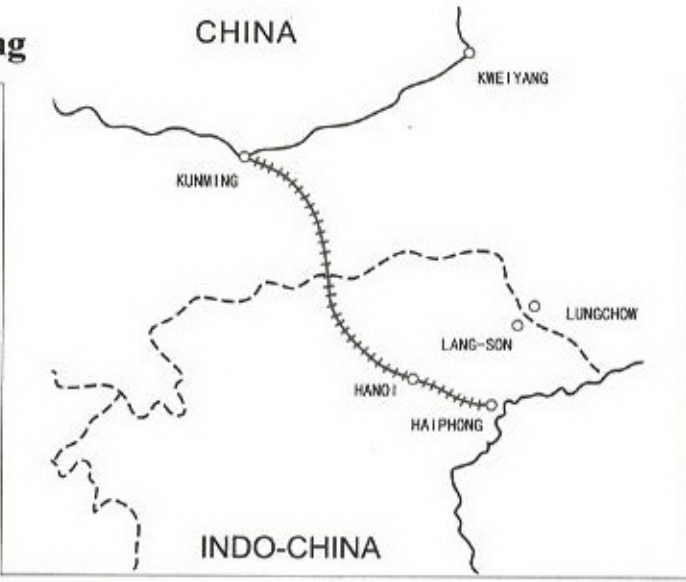 ng
CHINA
KWEIYANG
KUNMING
LUNGCHOW
LANG-SON
HANOI
HAIPHONG
INDO-CHINA